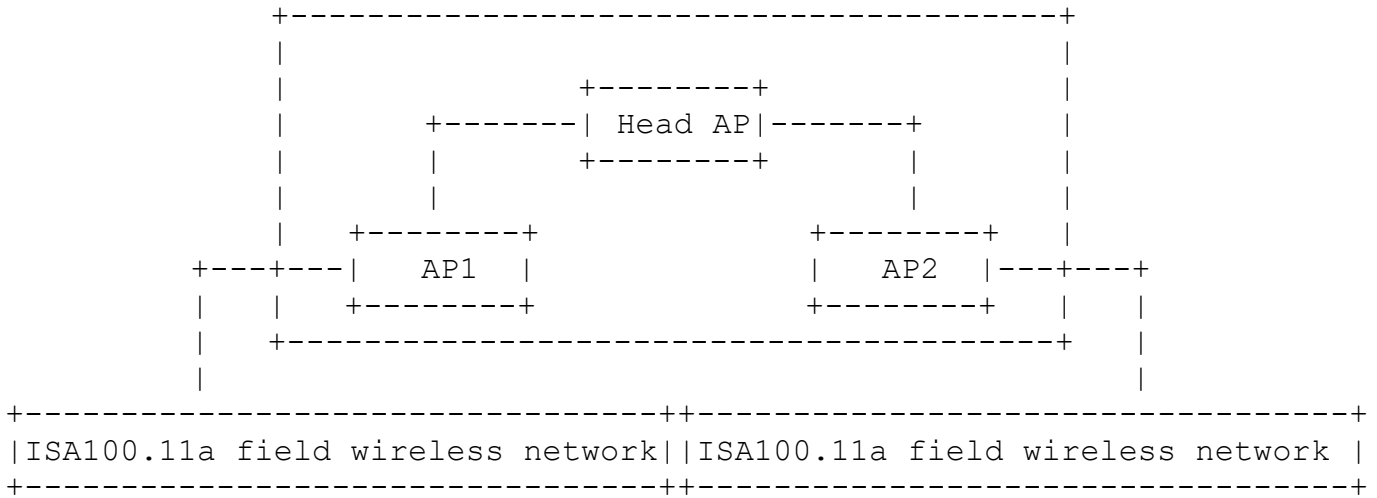 Head AP
AP1 AP2
ISA100.11a field wireless network ISA100.11a field wireless network